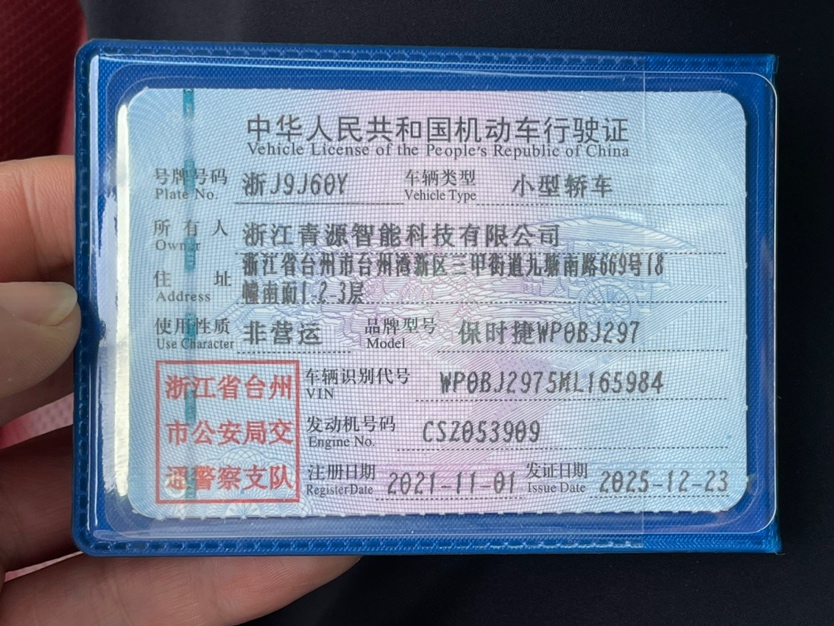 中华人民共和国机动车行驶证
Vehicle License of the People's Republic of China
号牌号码 浙J9J60Y 车辆类型 小型轿车
Plate No. Vehicle Type
所有人 浙江青源智能科技有限公司
Owner
住址 浙江省台州市台州湾新区三甲街道九塘南路669号18
Address 幢南面1-2-3层
使用性质 非营运 品牌型号 保时捷WP0BJ297
Use Character Model
浙江省台州 车辆识别代号 WP0BJ2975ML165984
VIN
市公安局交 发动机号码 CSZ053909
Engine No.
通警察支队 注册日期 2021-11-01 发证日期 2025-12-23
Register Date Issue Date